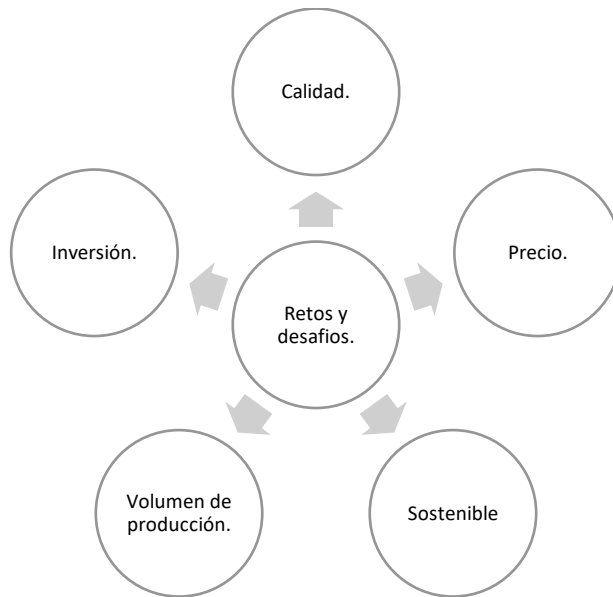 Calidad.
Inversión.
Precio.
Retos y
desafios.
Volumen de
producción.
Sostenible